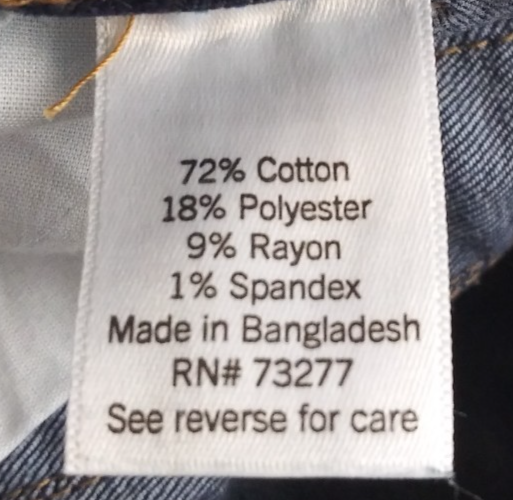 72% Cotton
18% Polyester
9% Rayon
1% Spandex
Made in Bangladesh
RN# 73277
See reverse for care